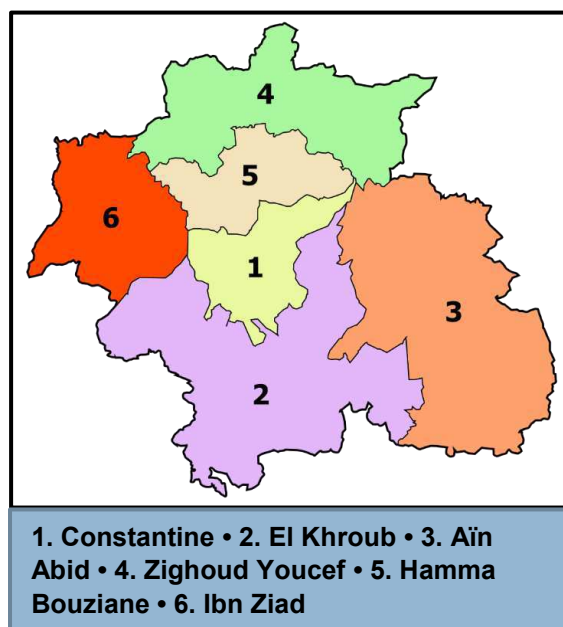 4
5
6
1
3
2
1. Constantine • 2. El Khroub • 3. Aïn
Abid • 4. Zighoud Youcef • 5. Hamma
Bouziane • 6. Ibn Ziad